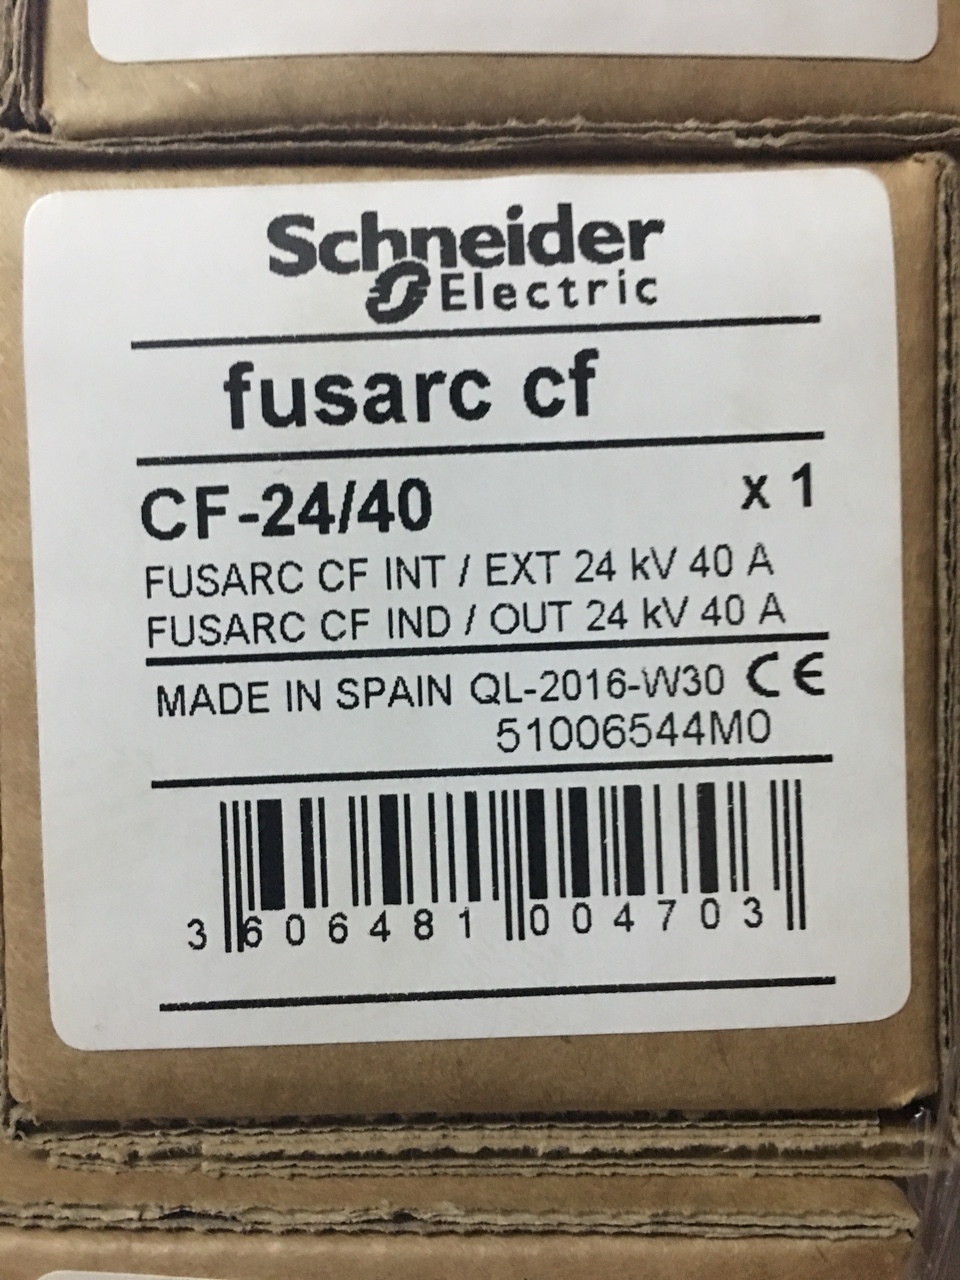 Schneider
Electric
fusarc cf
CF-24/40 x 1
FUSARC CF INT / EXT 24 kV 40 A
FUSARC CF IND / OUT 24 kV 40 A
MADE IN SPAIN QL-2016-W30 CE
51006544M0
3 606481 004703